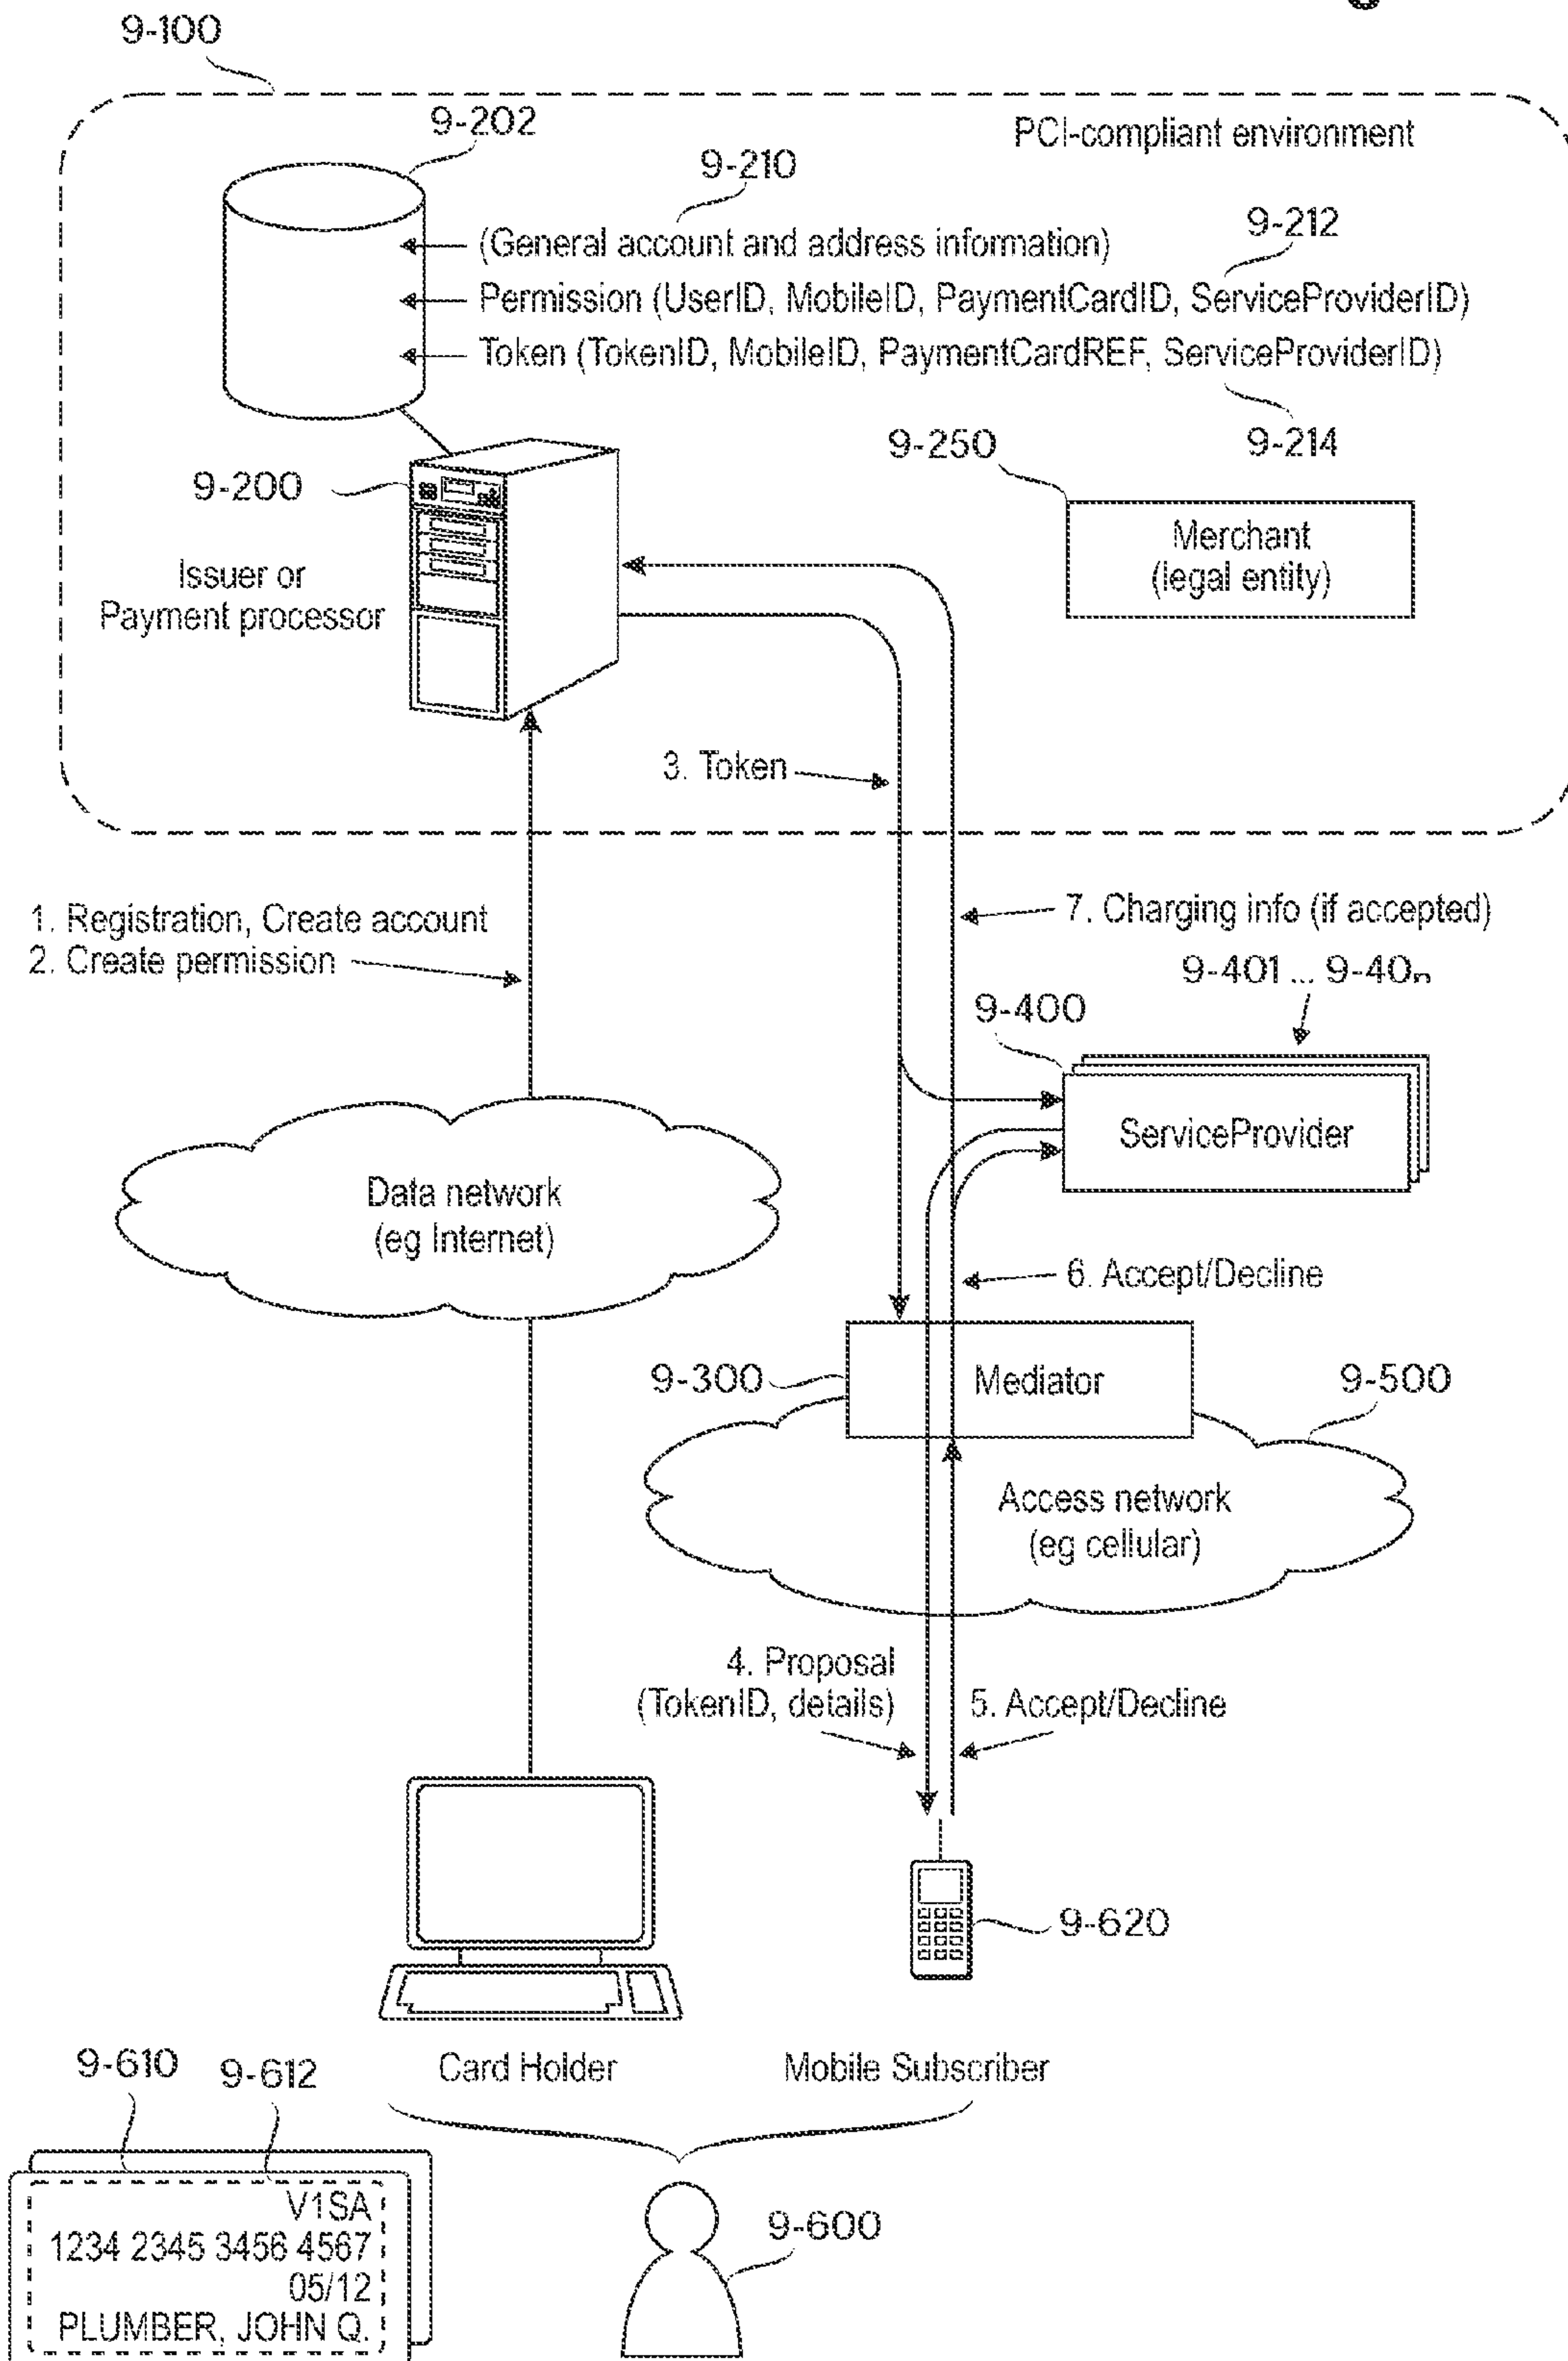 9-100
9-202
PCI-compliant environment
9-210
9-212
(General account and address information)
Permission (UserID, MobileID, PaymentCardID, ServiceProviderID)
Token (TokenID, MobileID, PaymentCardREF, ServiceProviderID)
9-214
9-250
9-200
Merchant
(legal entity)
Issuer or
Payment processor
3. Token
1. Registration, Create account
2. Create permission
7. Charging info (if accepted)
9-401 ... 9-40n
9-400
ServiceProvider
Data network
(eg Internet)
6. Accept/Decline
9-300
Mediator
9-500
Access network
(eg cellular)
4. Proposal
(TokenID, details)
5. Accept/Decline
9-620
Card Holder
Mobile Subscriber
9-610
9-612
V1SA
1234 2345 3456 4567
05/12
PLUMBER, JOHN Q.
9-600